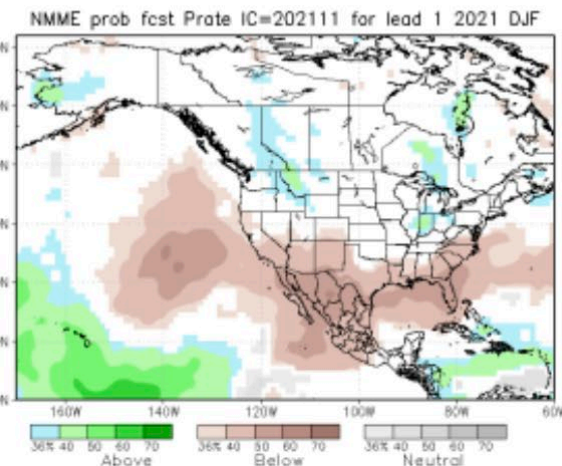 NMME prob fcst Prate IC=202111 for lead 1 2021 DJF
160W 140W 120W 100W 80W 60W
36% 40 50 60 70 36% 40 50 60 70 36% 40 50 60 70
Above Below Neutral